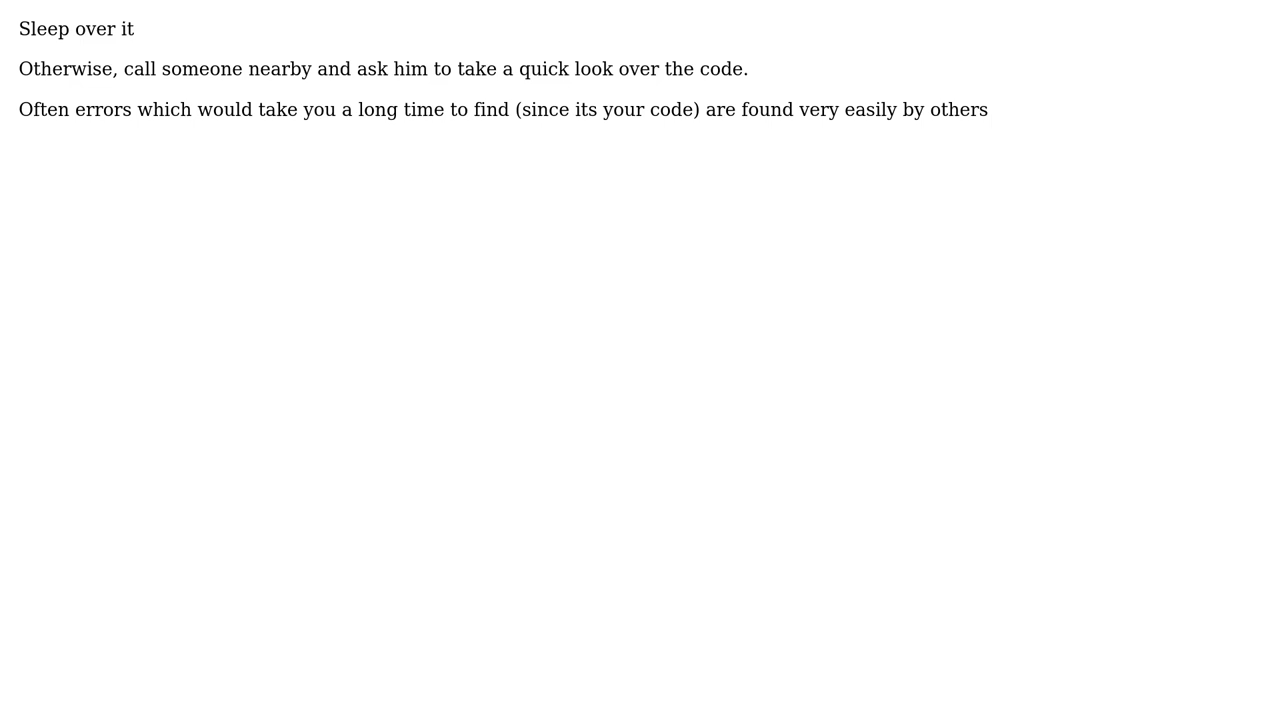 Sleep over it
Otherwise, call someone nearby and ask him to take a quick look over the code.
Often errors which would take you a long time to find (since its your code) are found very easily by others